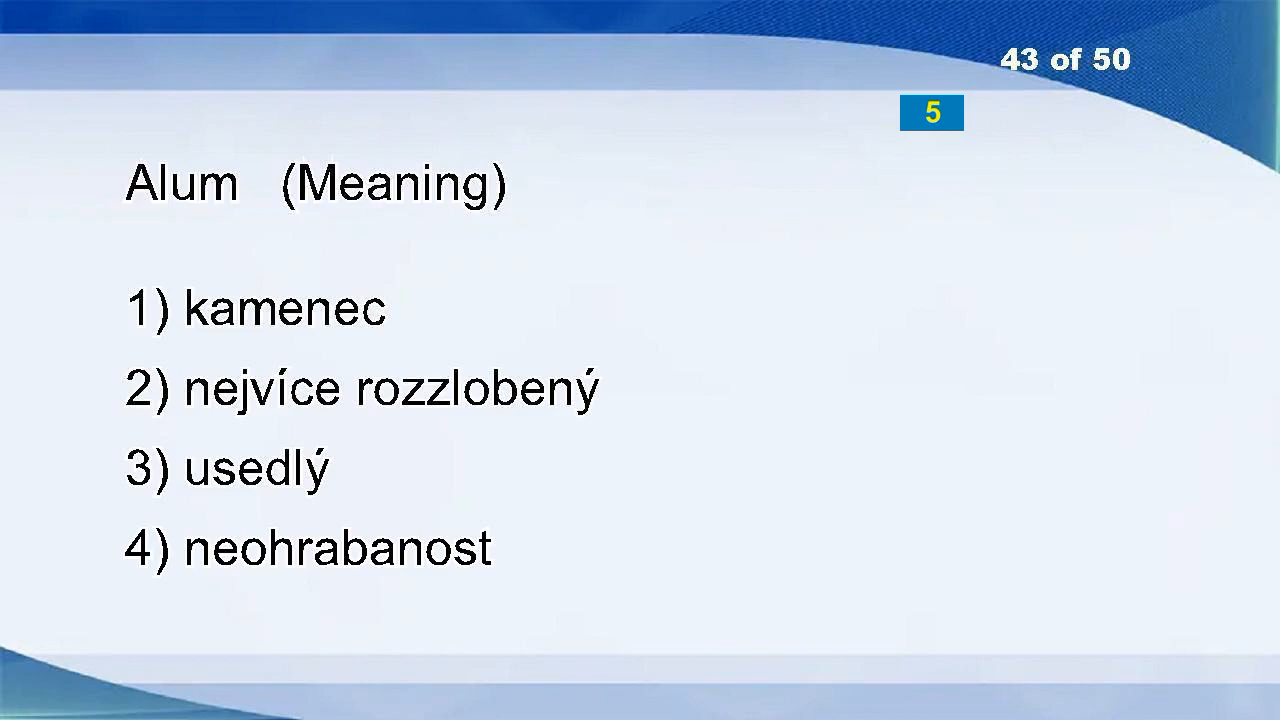 43 of 50
5
Alum (Meaning)
1) kamenec
2) nejvíce rozzlobený
3) usedlý
4) neohrabanost